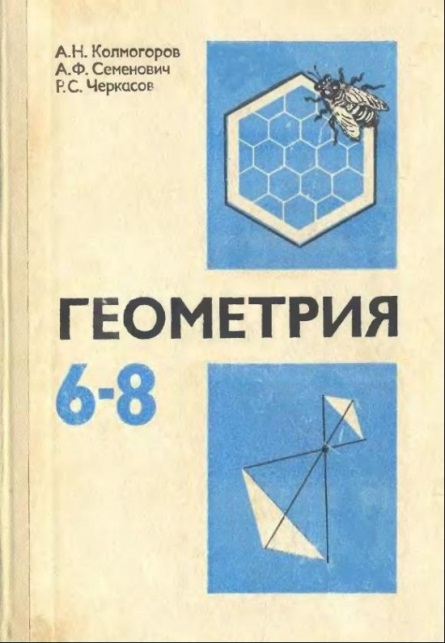 А.Н. Колмогоров
А.Ф. Семенович
Р.С. Черкасов
ГЕОМЕТРИЯ
6-8